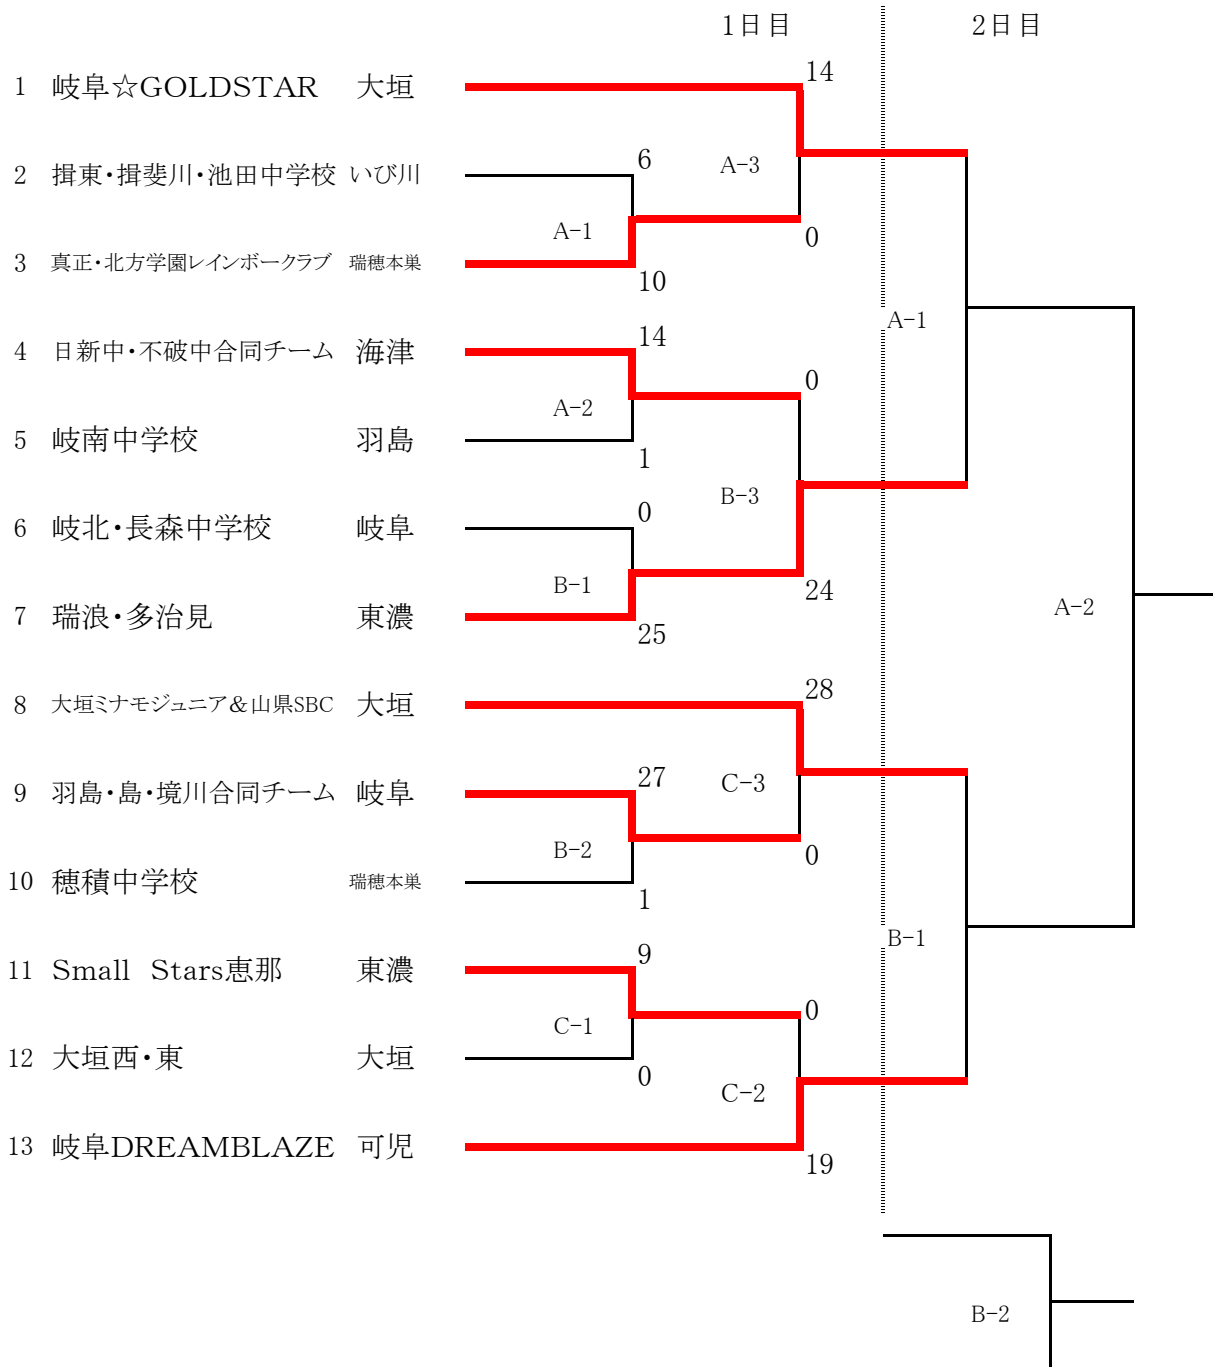 1日目 2日目
1 岐阜☆GOLDSTAR 大垣 14
2 揖東・揖斐川・池田中学校 いび川 6 A-3
A-1 0
3 真正・北方学園レインボークラブ 瑞穂本巣 10
A-1
4 日新中・不破中合同チーム 海津 14 0
A-2
5 岐南中学校 羽島 1
B-3
6 岐北・長森中学校 岐阜 0
B-1 24
7 瑞浪・多治見 東濃 25 A-2
8 大垣ミナモジュニア&山県SBC 大垣 28
9 羽島・島・境川合同チーム 岐阜 27 C-3
B-2 0
10 穂積中学校 瑞穂本巣 1
B-1
11 Small Stars恵那 東濃 9 0
C-1
12 大垣西・東 大垣 0 C-2
13 岐阜DREAMBLAZE 可児 19
B-2